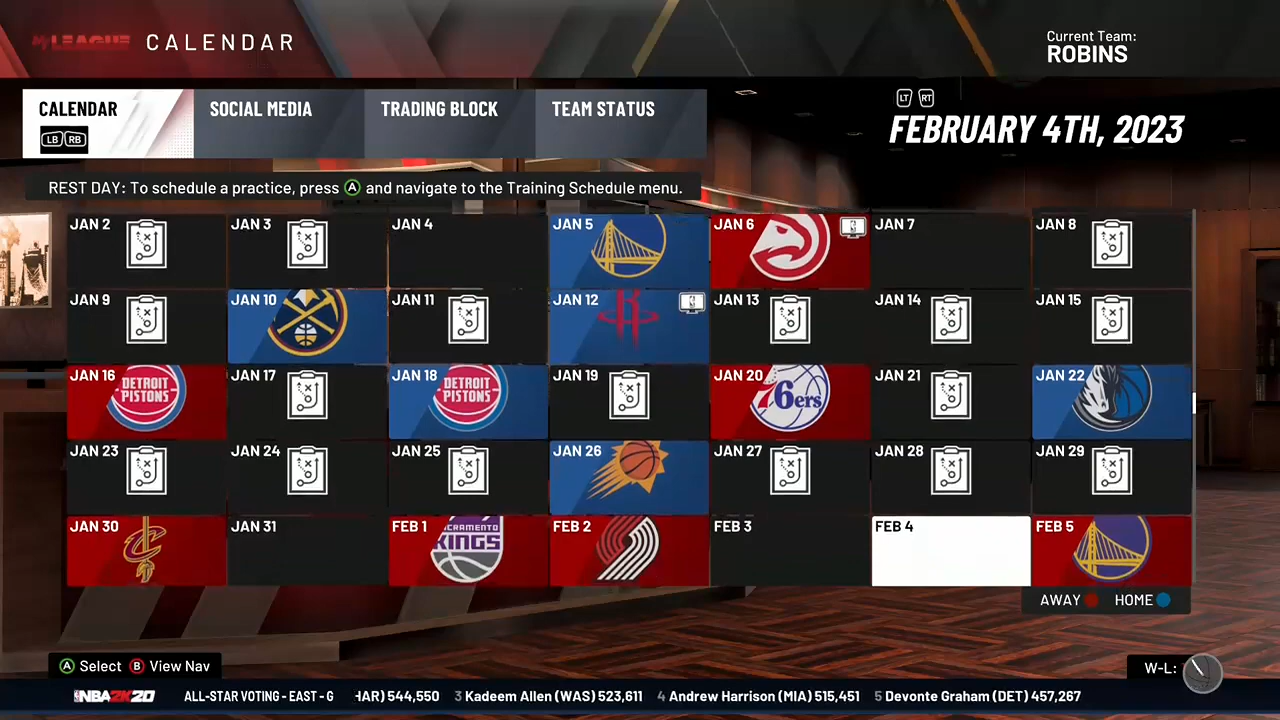 MYLEAGUE CALENDAR
Current Team:
ROBINS
CALENDAR
LB RB
SOCIAL MEDIA
TRADING BLOCK
TEAM STATUS
LT RT
FEBRUARY 4TH, 2023
REST DAY: To schedule a practice, press A and navigate to the Training Schedule menu.
JAN 2 JAN 3 JAN 4 JAN 5 JAN 6 JAN 7 JAN 8
JAN 9 JAN 10 JAN 11 JAN 12 R JAN 13 JAN 14 JAN 15
JAN 16 DETROIT PISTONS JAN 17 JAN 18 DETROIT PISTONS JAN 19 JAN 20 76ers JAN 21 JAN 22
JAN 23 JAN 24 JAN 25 JAN 26 JAN 27 JAN 28 JAN 29
JAN 30 C JAN 31 FEB 1 SACRAMENTO KINGS FEB 2 FEB 3 FEB 4 FEB 5
AWAY HOME
A Select B View Nav
W-L:
NBA2K20 ALL-STAR VOTING - EAST - G HAR) 544,550 3 Kadeem Allen (WAS) 523,611 4 Andrew Harrison (MIA) 515,451 5 Devonte Graham (DET) 457,267